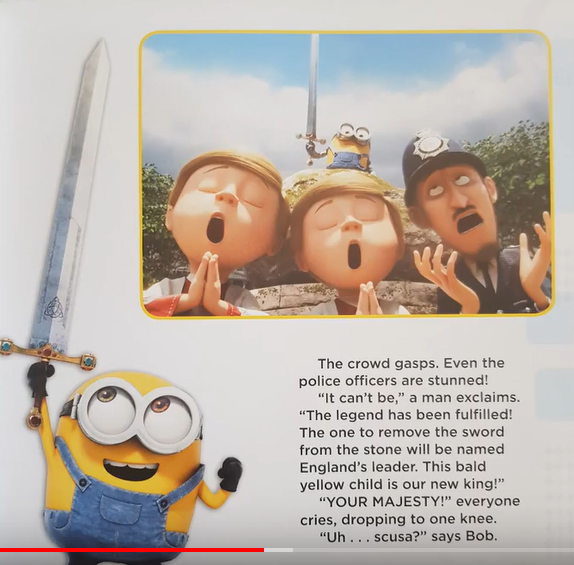 The crowd gasps. Even the
police officers are stunned!
"It can't be," a man exclaims.
"The legend has been fulfilled!
The one to remove the sword
from the stone will be named
England's leader. This bald
yellow child is our new king!"
"YOUR MAJESTY!" everyone
cries, dropping to one knee.
"Uh . . . scusa?" says Bob.